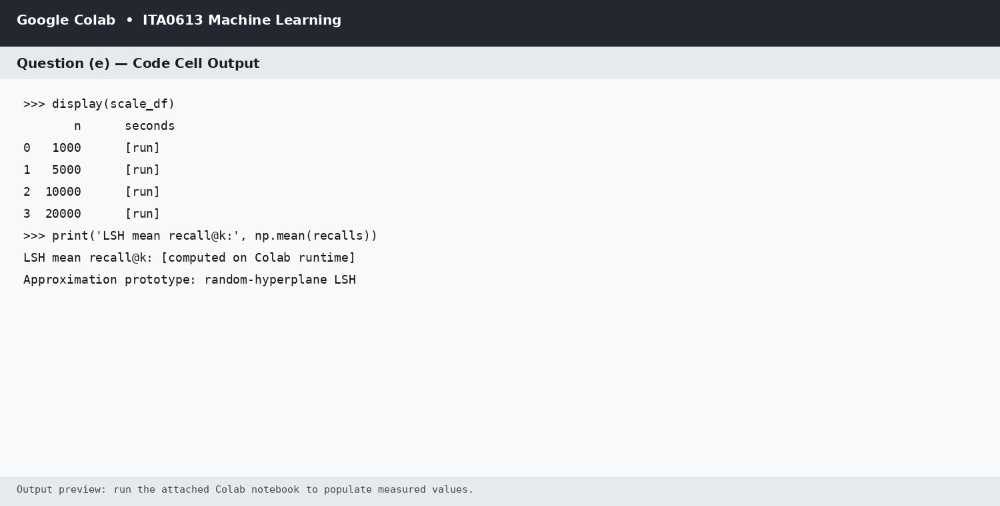 Google Colab • ITA0613 Machine Learning
Question (e) — Code Cell Output
>>> display(scale_df)
       n      seconds
0   1000      [run]
1   5000      [run]
2  10000      [run]
3  20000      [run]
>>> print('LSH mean recall@k:', np.mean(recalls))
LSH mean recall@k: [computed on Colab runtime]
Approximation prototype: random-hyperplane LSH
Output preview: run the attached Colab notebook to populate measured values.